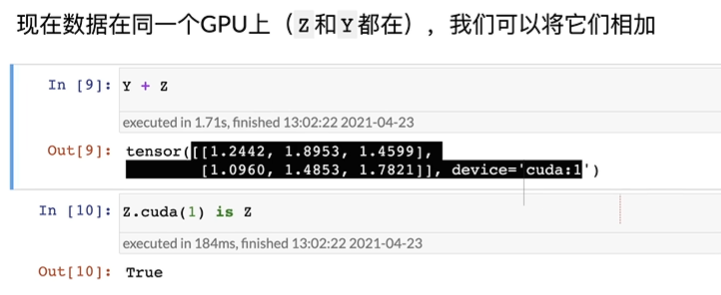 现在数据在同一个GPU上（Z和Y都在），我们可以将它们相加
In [9]: Y + Z
executed in 1.71s, finished 13:02:22 2021-04-23
Out[9]: tensor([[1.2442, 1.8953, 1.4599],
[1.0960, 1.4853, 1.7821]], device='cuda:1')
In [10]: Z.cuda(1) is Z
executed in 184ms, finished 13:02:22 2021-04-23
Out[10]: True